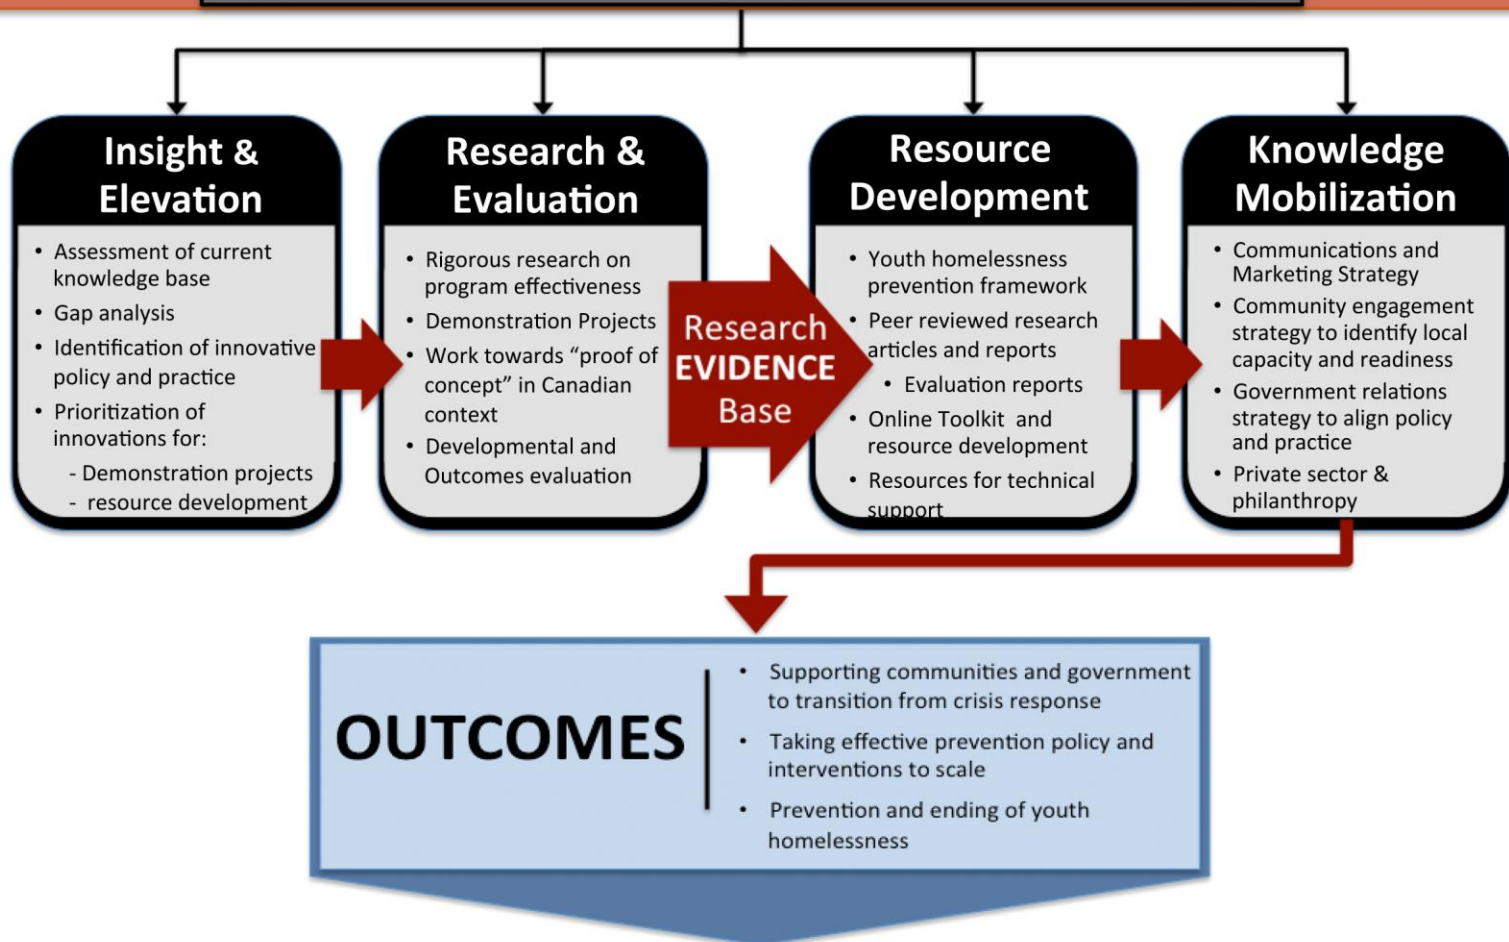 Insight &
Elevation
• Assessment of current
knowledge base
• Gap analysis
• Identification of innovative
policy and practice
• Prioritization of
innovations for:
- Demonstration projects
- resource development
Research &
Evaluation
• Rigorous research on
program effectiveness
• Demonstration Projects
• Work towards “proof of
concept” in Canadian
context
• Developmental and
Outcomes evaluation
Research
EVIDENCE
Base
Resource
Development
• Youth homelessness
prevention framework
• Peer reviewed research
articles and reports
• Evaluation reports
• Online Toolkit and
resource development
• Resources for technical
support
Knowledge
Mobilization
• Communications and
Marketing Strategy
• Community engagement
strategy to identify local
capacity and readiness
• Government relations
strategy to align policy
and practice
• Private sector &
philanthropy
OUTCOMES
• Supporting communities and government
to transition from crisis response
• Taking effective prevention policy and
interventions to scale
• Prevention and ending of youth
homelessness